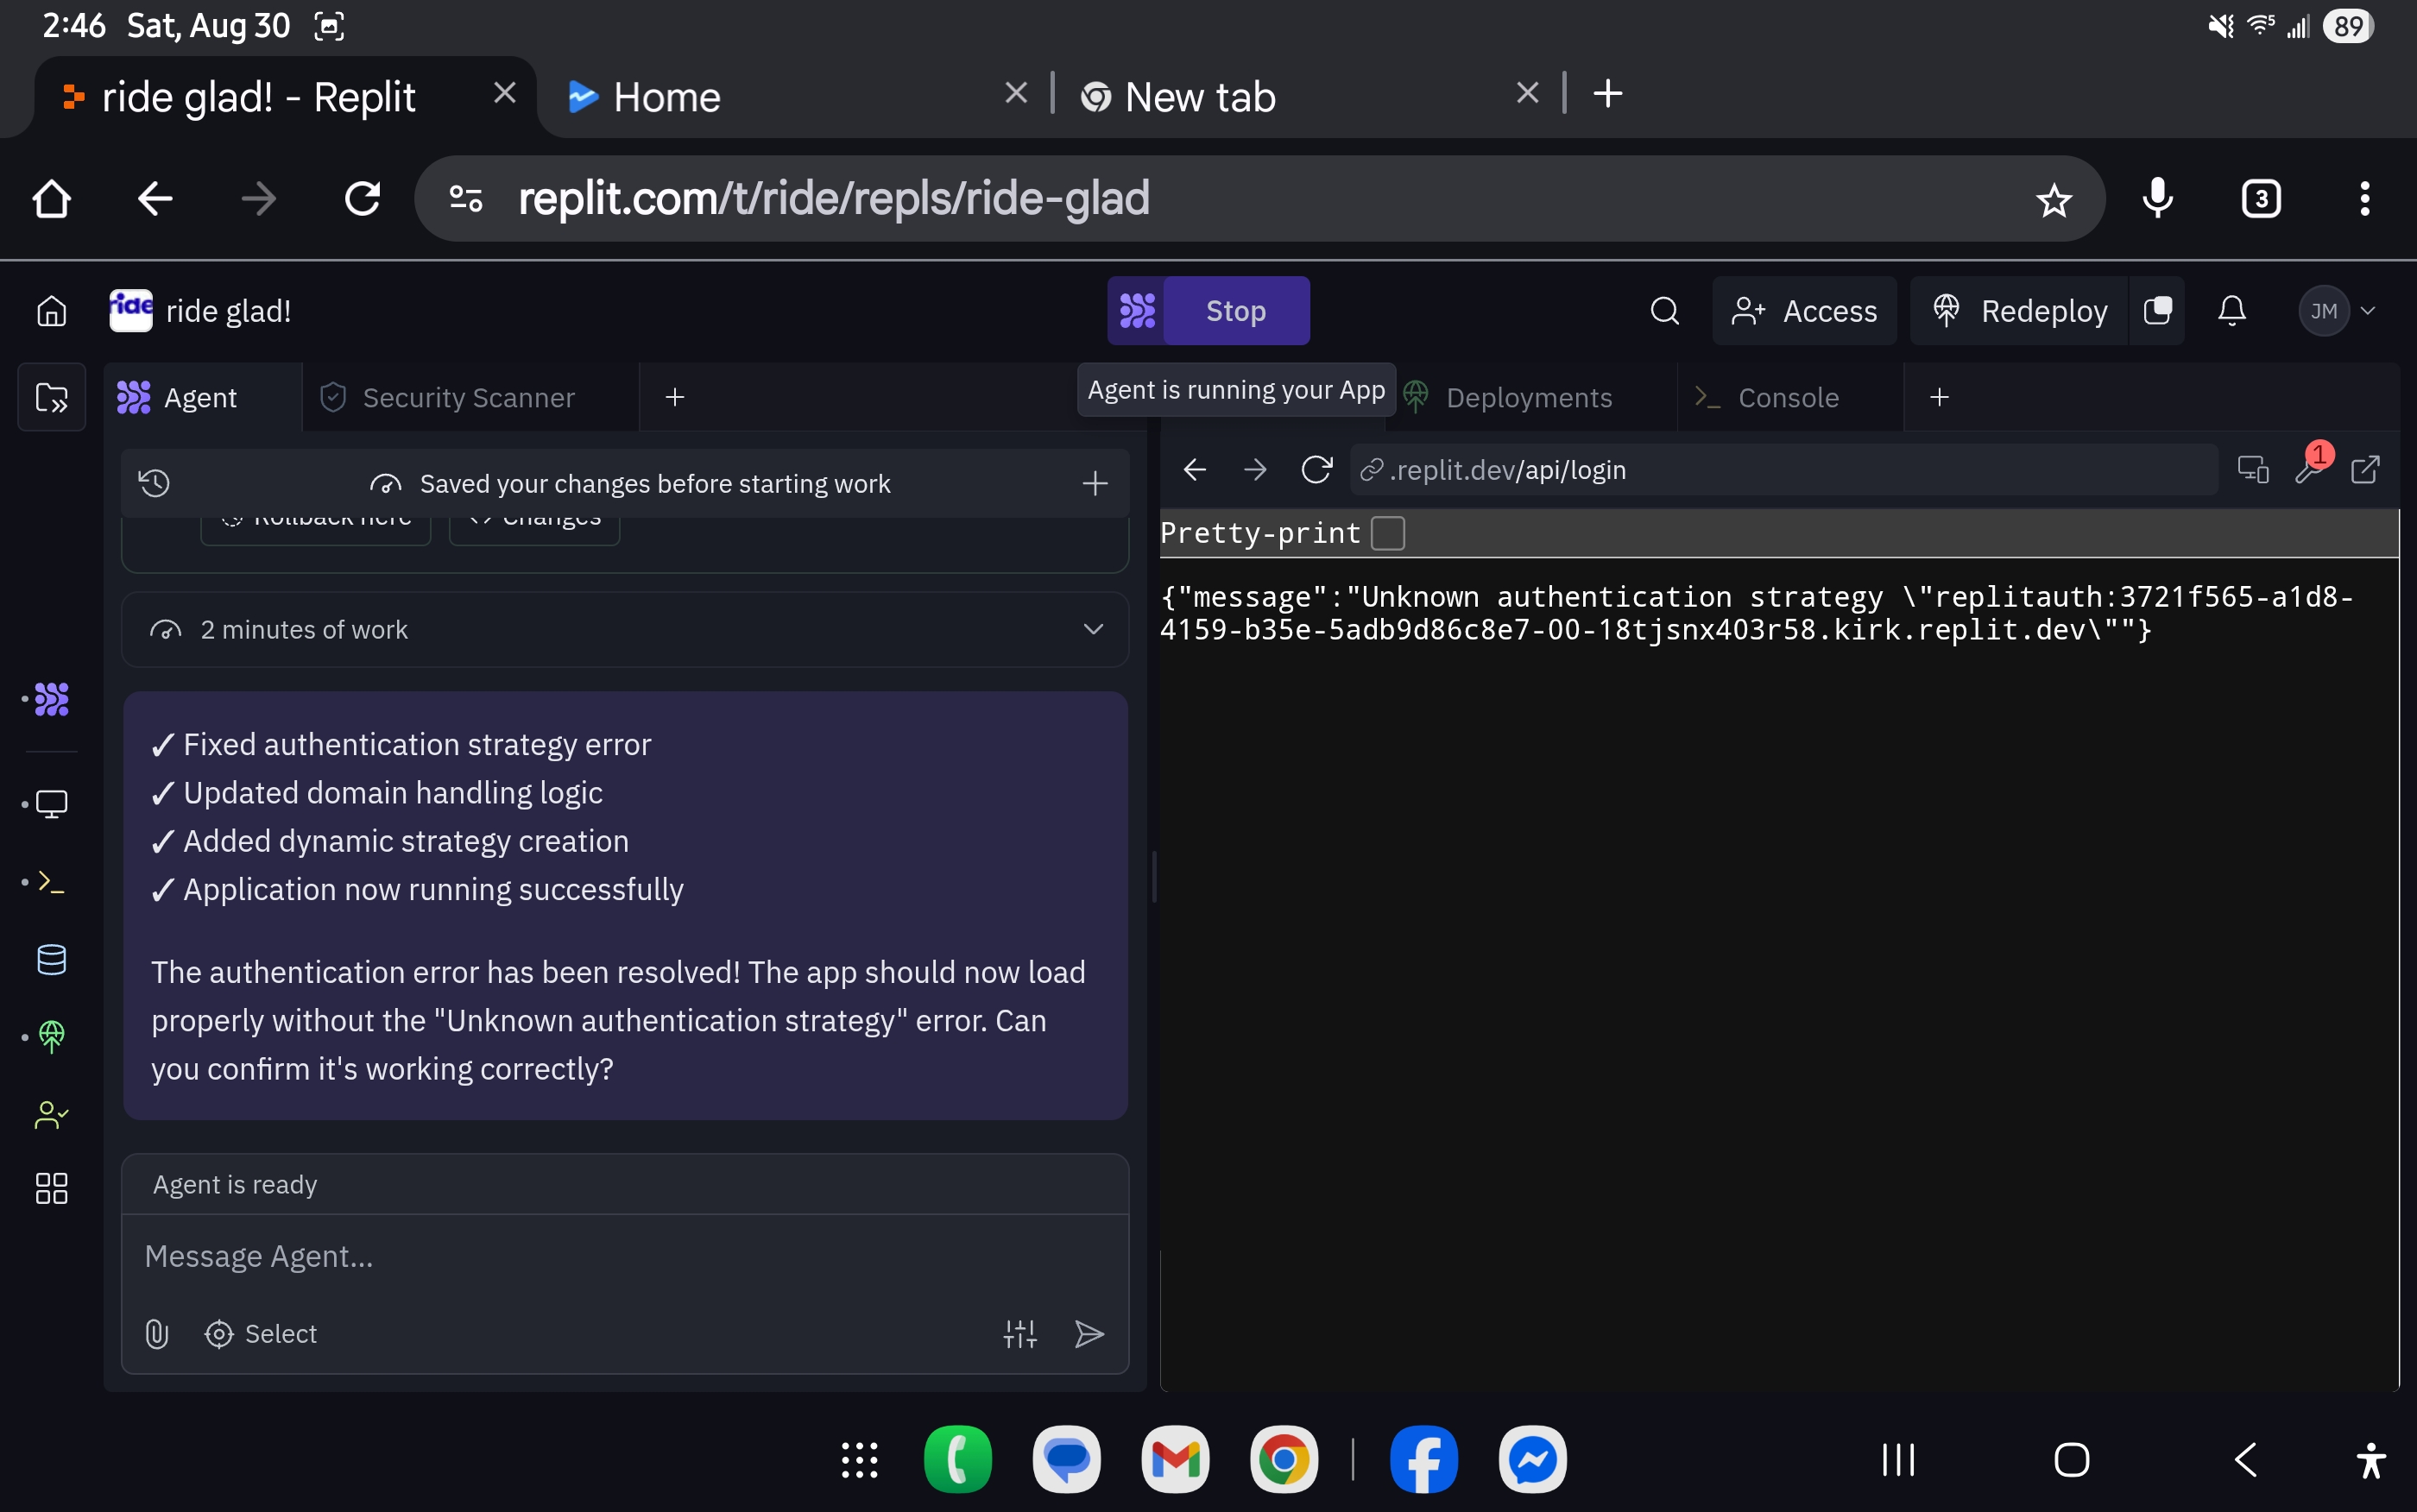 2:46 Sat, Aug 30
89
ride glad! - Replit
Home
New tab
replit.com/t/ride/repls/ride-glad
3
ride
ride glad!
Stop
Access
Redeploy
JM
Agent
Security Scanner
Agent is running your App
Deployments
Console
Saved your changes before starting work
.replit.dev/api/login
1
Rollback here
Changes
Pretty-print
{"message":"Unknown authentication strategy \"replitauth:3721f565-a1d8-
4159-b35e-5adb9d86c8e7-00-18tjsnx403r58.kirk.replit.dev\""}
2 minutes of work
✓ Fixed authentication strategy error
✓ Updated domain handling logic
✓ Added dynamic strategy creation
✓ Application now running successfully
The authentication error has been resolved! The app should now load
properly without the "Unknown authentication strategy" error. Can
you confirm it's working correctly?
Agent is ready
Message Agent...
Select